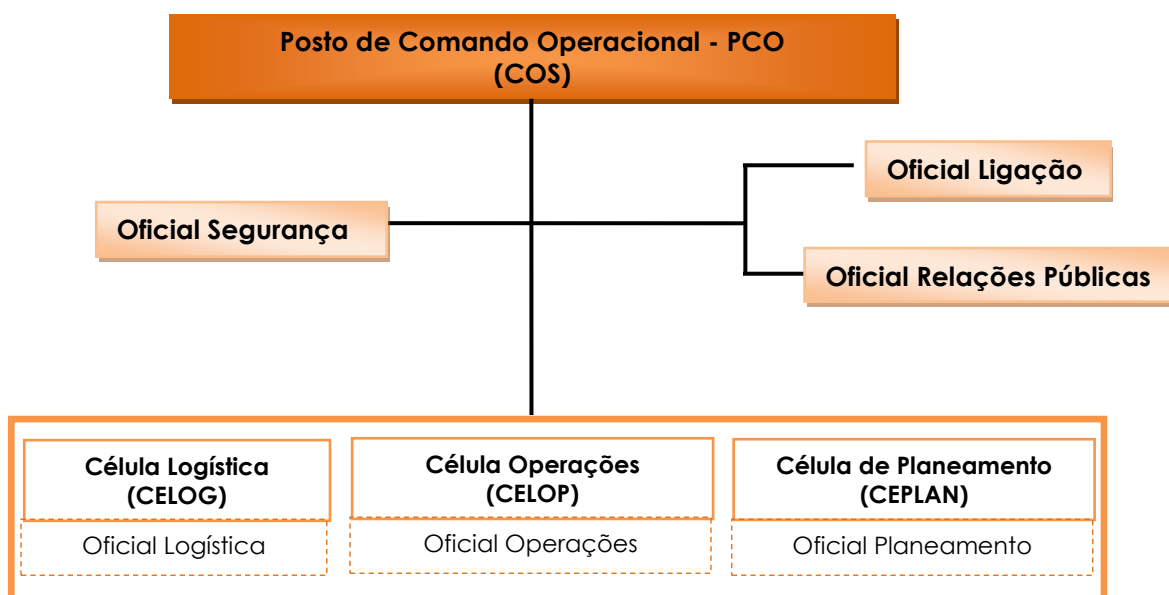 Posto de Comando Operacional - PCO
(COS)
Oficial Ligação
Oficial Segurança
Oficial Relações Públicas
Célula Logística
(CELOG)
Oficial Logística
Célula Operações
(CELOP)
Oficial Operações
Célula de Planeamento
(CEPLAN)
Oficial Planeamento